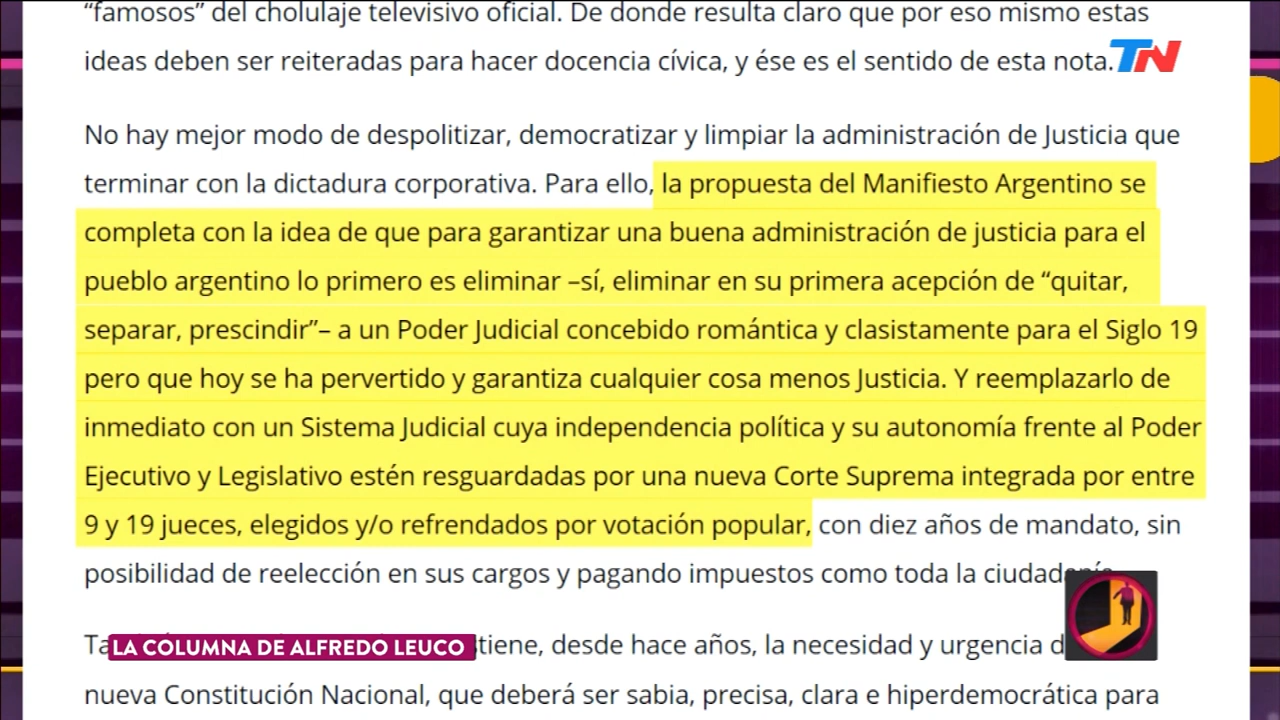 “famosos” del cholulaje televisivo oficial. De donde resulta claro que por eso mismo estas
ideas deben ser reiteradas para hacer docencia cívica, y ése es el sentido de esta nota.
TN
No hay mejor modo de despolitizar, democratizar y limpiar la administración de Justicia que
terminar con la dictadura corporativa. Para ello, la propuesta del Manifiesto Argentino se
completa con la idea de que para garantizar una buena administración de justicia para el
pueblo argentino lo primero es eliminar –sí, eliminar en su primera acepción de “quitar,
separar, prescindir”– a un Poder Judicial concebido romántica y clasistamente para el Siglo 19
pero que hoy se ha pervertido y garantiza cualquier cosa menos Justicia. Y reemplazarlo de
inmediato con un Sistema Judicial cuya independencia política y su autonomía frente al Poder
Ejecutivo y Legislativo estén resguardadas por una nueva Corte Suprema integrada por entre
9 y 19 jueces, elegidos y/o refrendados por votación popular, con diez años de mandato, sin
posibilidad de reelección en sus cargos y pagando impuestos como toda la ciudadanía
desde hace años, la necesidad y urgencia
LA COLUMNA DE ALFREDO LEUCO
nueva Constitución Nacional, que deberá ser sabia, precisa, clara e hiperdemocrática para